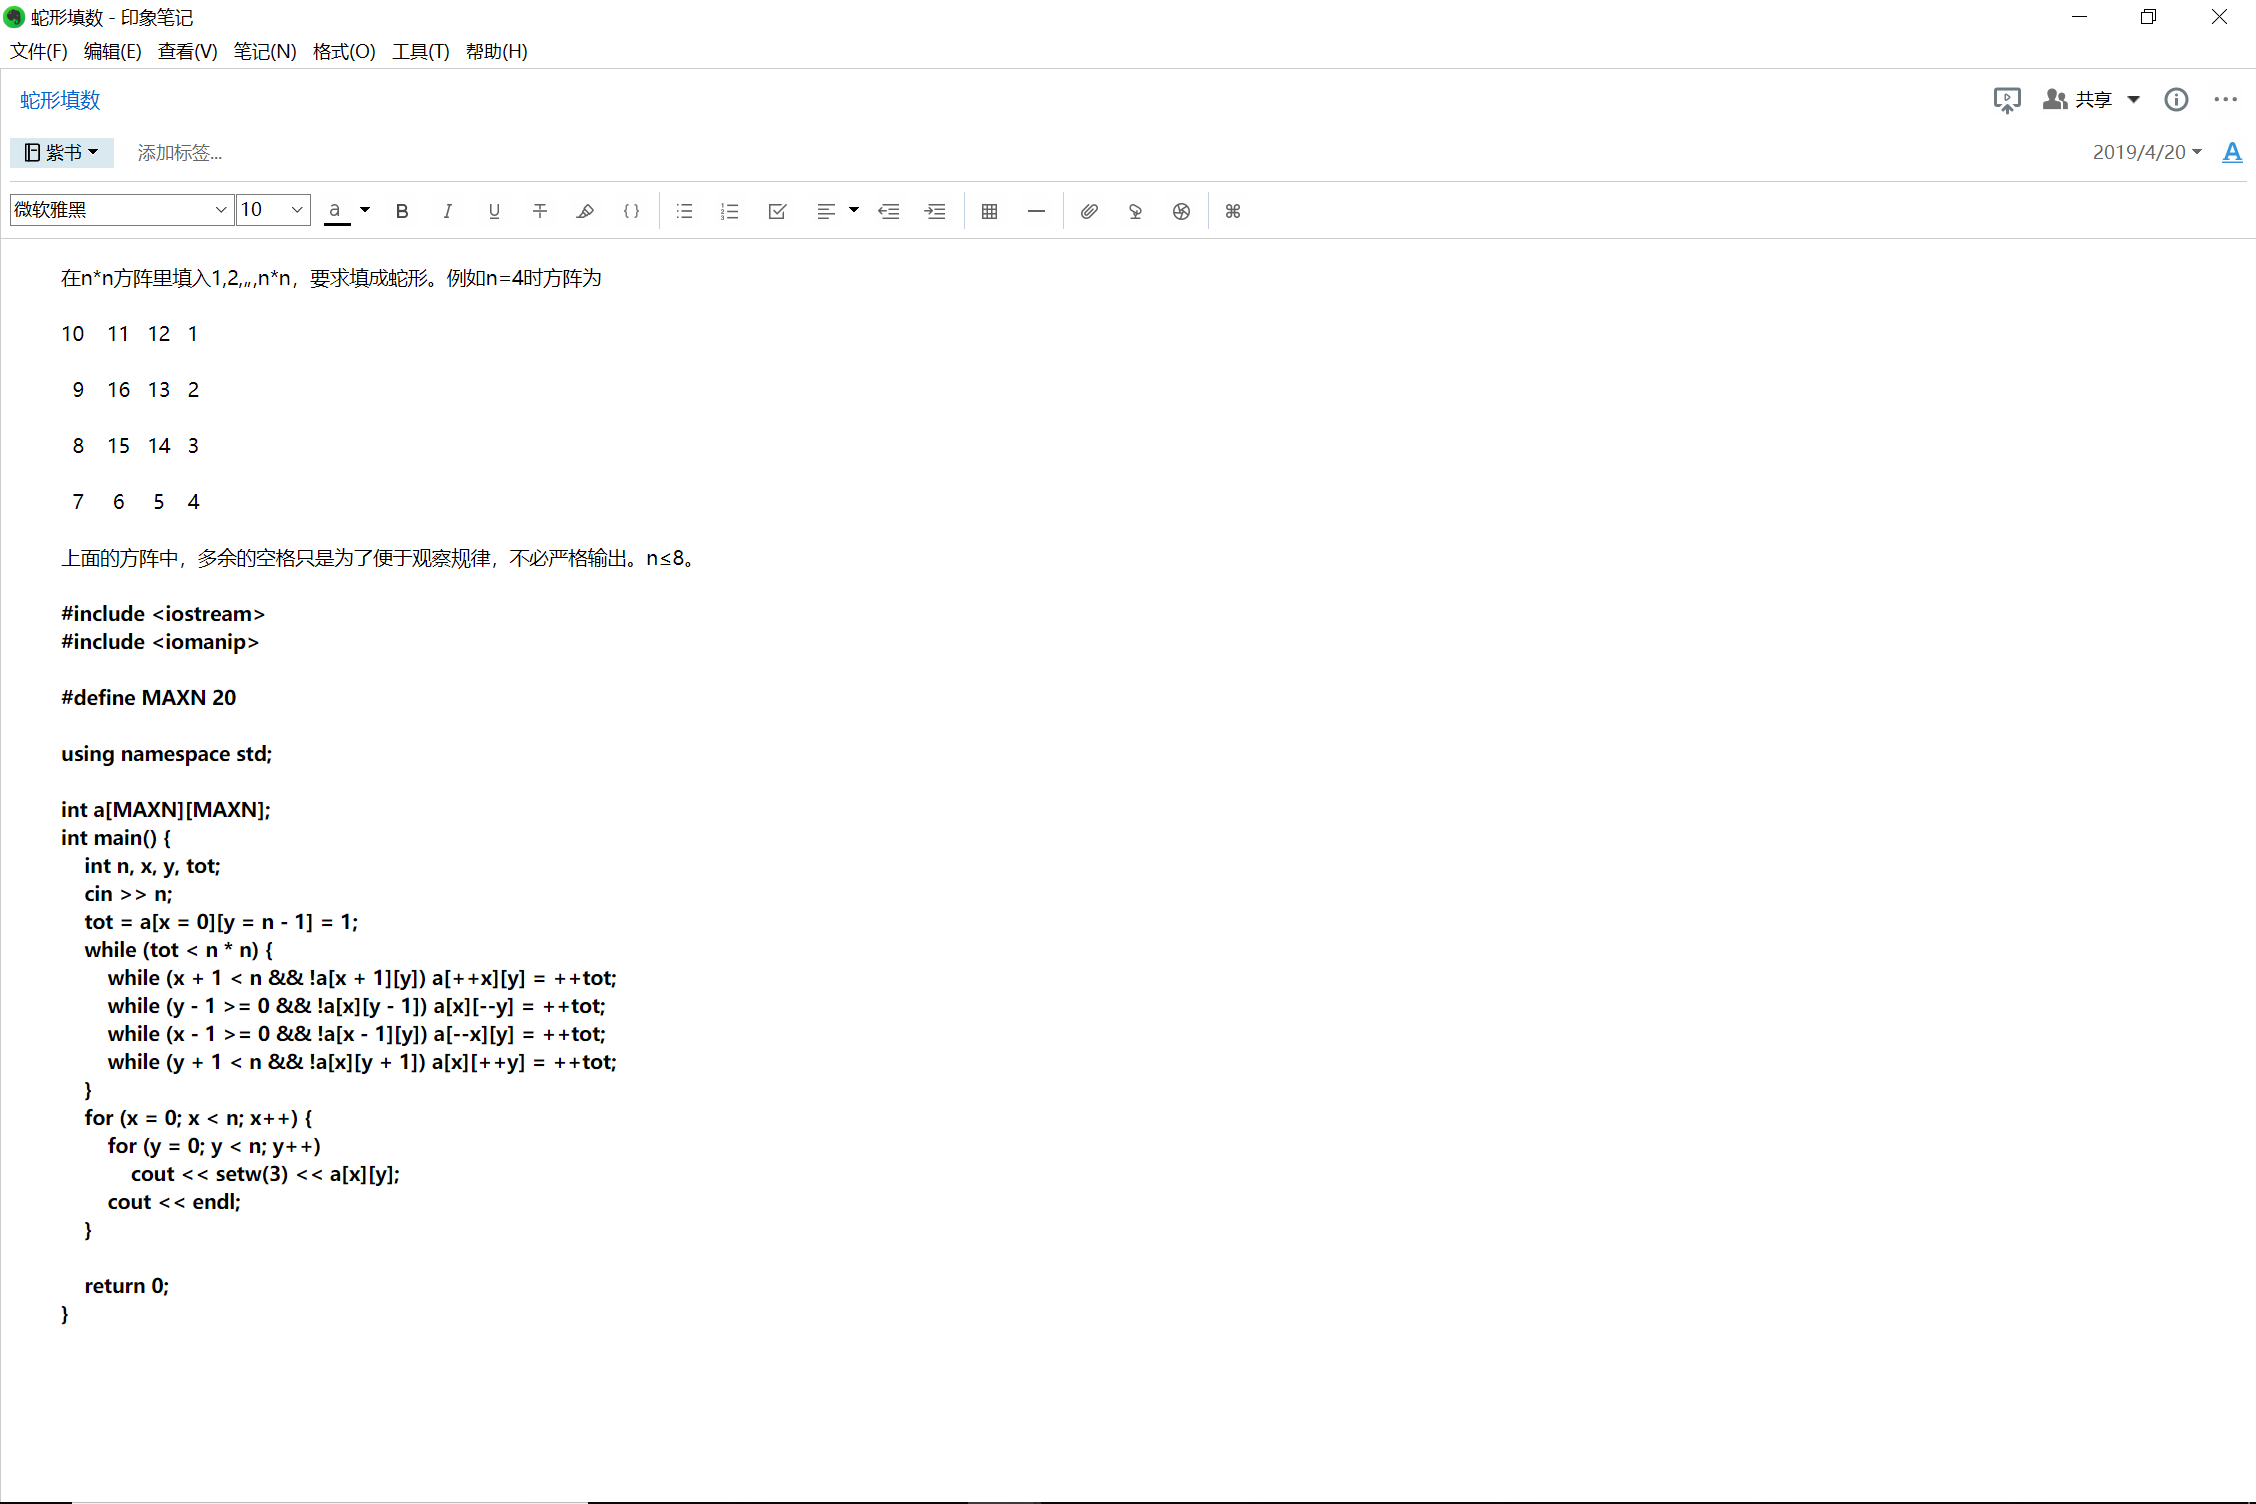 蛇形填数 - 印象笔记
文件(F) 编辑(E) 查看(V) 笔记(N) 格式(O) 工具(T) 帮助(H)
蛇形填数
共享
紫书
添加标签...
2019/4/20
微软雅黑
10
在n*n方阵里填入1,2,„,n*n，要求填成蛇形。例如n=4时方阵为
10 11 12 1
9 16 13 2
8 15 14 3
7 6 5 4
上面的方阵中，多余的空格只是为了便于观察规律，不必严格输出。n≤8。
#include <iostream>
#include <iomanip>
#define MAXN 20
using namespace std;
int a[MAXN][MAXN];
int main() {
int n, x, y, tot;
cin >> n;
tot = a[x = 0][y = n - 1] = 1;
while (tot < n * n) {
while (x + 1 < n && !a[x + 1][y]) a[++x][y] = ++tot;
while (y - 1 >= 0 && !a[x][y - 1]) a[x][--y] = ++tot;
while (x - 1 >= 0 && !a[x - 1][y]) a[--x][y] = ++tot;
while (y + 1 < n && !a[x][y + 1]) a[x][++y] = ++tot;
}
for (x = 0; x < n; x++) {
for (y = 0; y < n; y++)
cout << setw(3) << a[x][y];
cout << endl;
}
return 0;
}